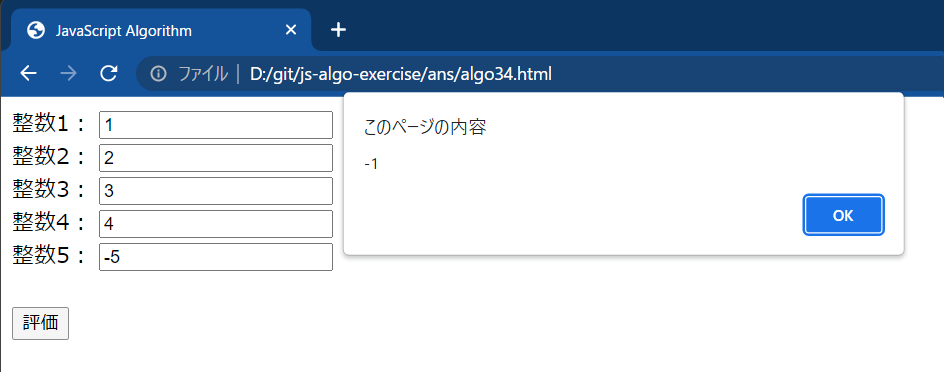 JavaScript Algorithm
ファイル | D:/git/js-algo-exercise/ans/algo34.html
整数1： 1
整数2： 2
整数3： 3
整数4： 4
整数5： -5
評価
このページの内容
-1
OK